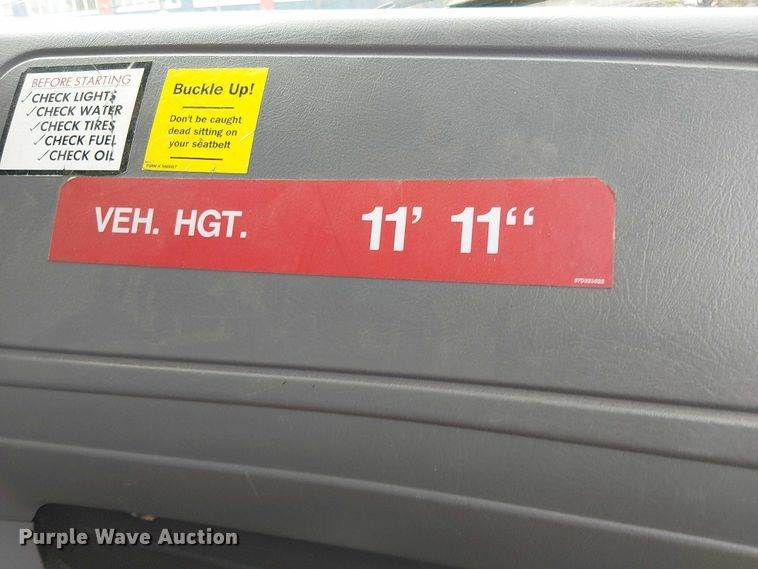 BEFORE STARTING
✓CHECK LIGHTS
✓CHECK WATER
✓CHECK TIRES
✓CHECK FUEL
✓CHECK OIL
Buckle Up!
Don't be caught
dead sitting on
your seatbelt
VEH. HGT. 11’ 11“
Purple Wave Auction